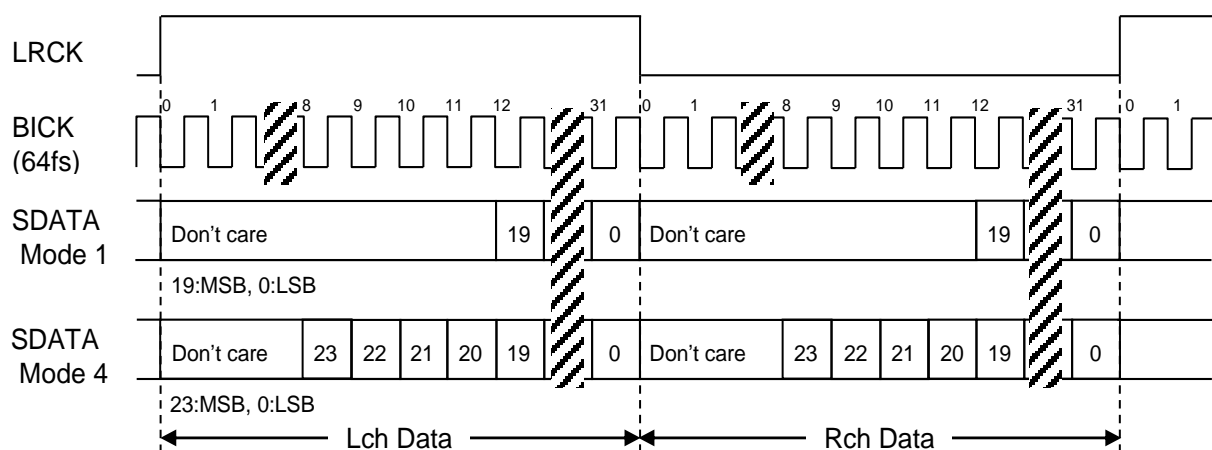 LRCK
0 1 8 9 10 11 12 31 0 1 8 9 10 11 12 31 0 1
BICK
(64fs)
SDATA
Mode 1
Don't care 19 0 Don't care 19 0
19:MSB, 0:LSB
SDATA
Mode 4
Don't care 23 22 21 20 19 0 Don't care 23 22 21 20 19 0
23:MSB, 0:LSB
Lch Data Rch Data